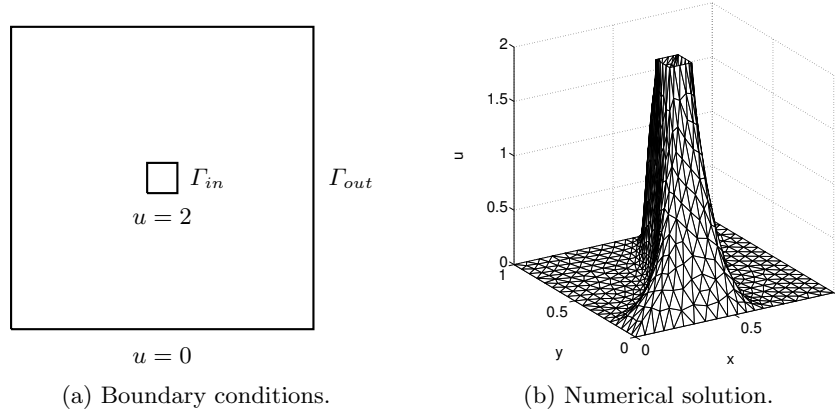 Γin
Γout
u = 2
u = 0
(a) Boundary conditions.
2
1.5
1
0.5
0
u
1
0.5
0
y
0
0.5
x
(b) Numerical solution.